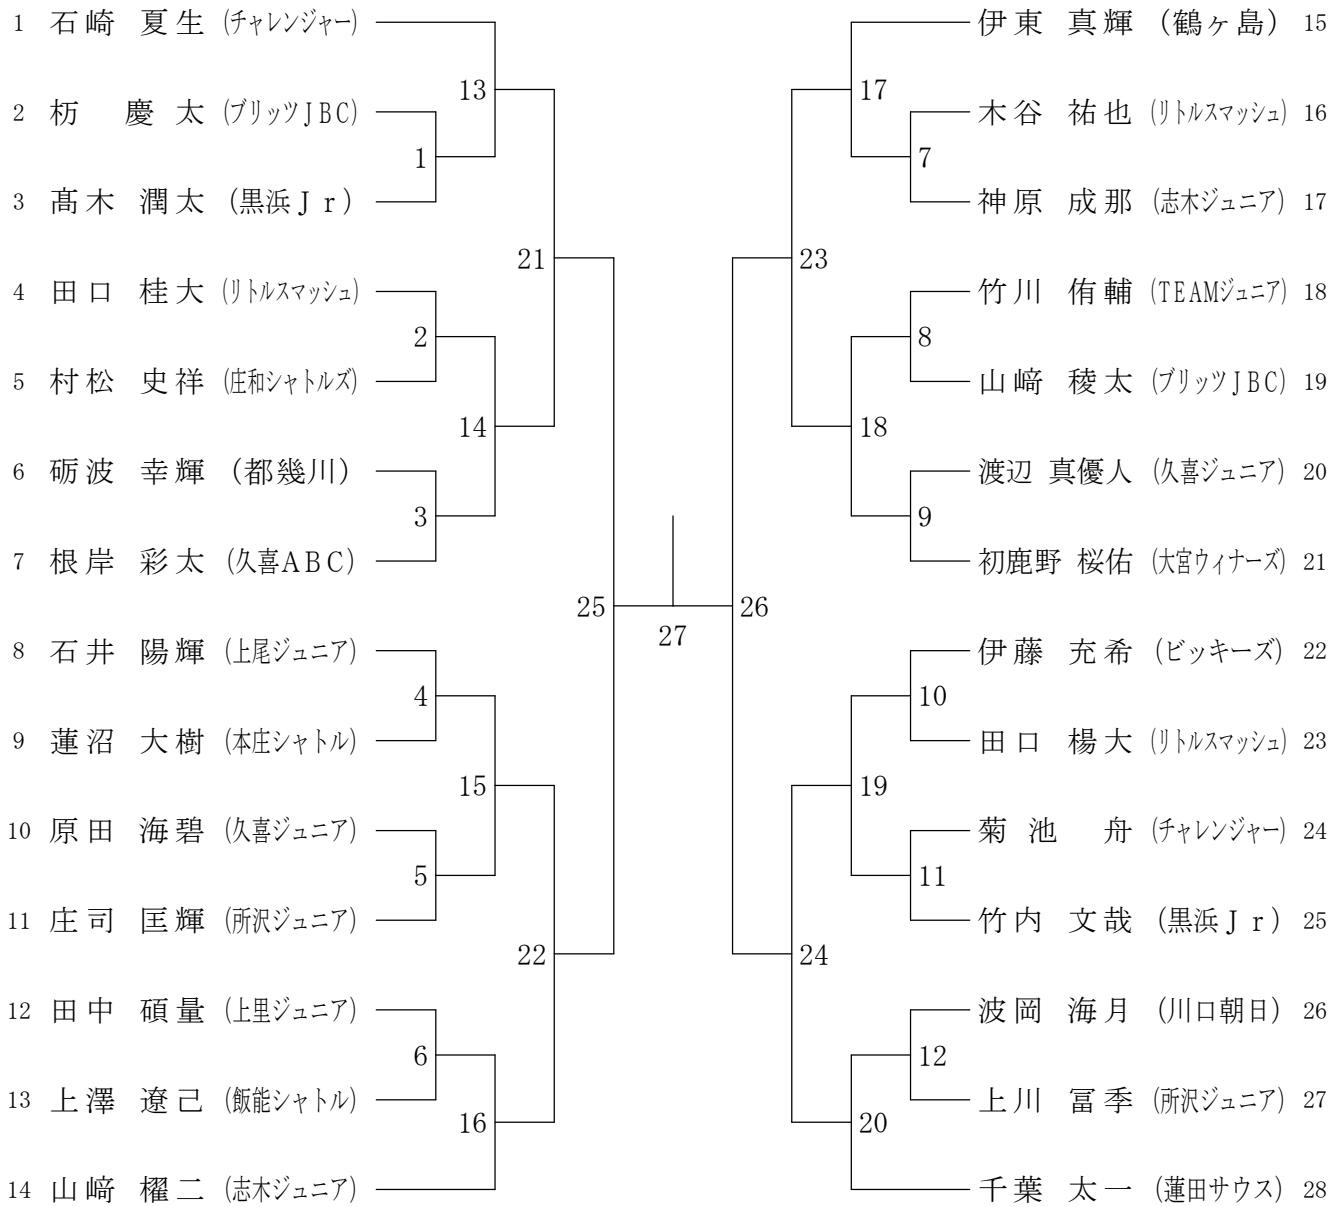 1 石崎 夏生 (チャレンジャー)
13
2 枥 慶太 (ブリッツJBC)
1
3 髙木 潤太 (黒浜Jr)
21
4 田口 桂大 (リトルスマッシュ)
2
5 村松 史祥 (庄和シャトルズ)
14
6 砺波 幸輝 (都幾川)
3
7 根岸 彩太 (久喜ABC)
25
8 石井 陽輝 (上尾ジュニア)
4
9 蓮沼 大樹 (本庄シャトル)
15
10 原田 海碧 (久喜ジュニア)
5
11 庄司 匡輝 (所沢ジュニア)
22
12 田中 碩量 (上里ジュニア)
6
13 上澤 遼己 (飯能シャトル)
16
14 山﨑 櫂二 (志木ジュニア)
27
伊東 真輝 (鶴ヶ島) 15
17
木谷 祐也 (リトルスマッシュ) 16
7
神原 成那 (志木ジュニア) 17
23
竹川 侑輔 (TEAMジュニア) 18
8
山﨑 稜太 (ブリッツJBC) 19
18
渡辺 真優人 (久喜ジュニア) 20
9
初鹿野 桜佑 (大宮ウィナーズ) 21
26
伊藤 充希 (ビッキーズ) 22
10
田口 楊大 (リトルスマッシュ) 23
19
菊池 舟 (チャレンジャー) 24
11
竹内 文哉 (黒浜Jr) 25
24
波岡 海月 (川口朝日) 26
12
上川 冨季 (所沢ジュニア) 27
20
千葉 太一 (蓮田サウス) 28